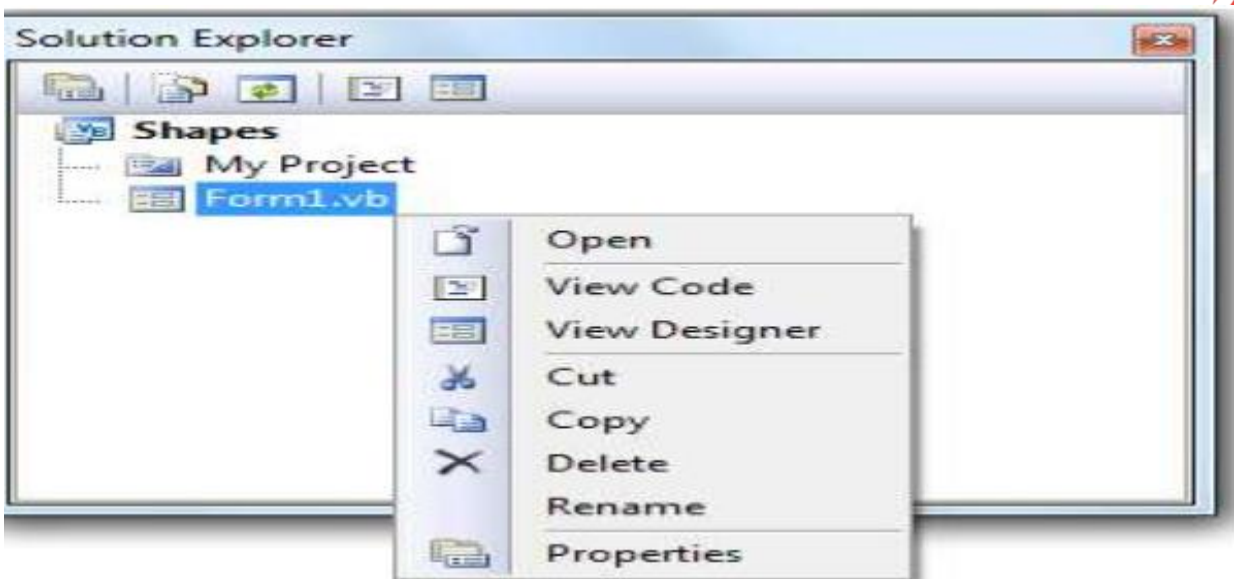 Solution Explorer
Shapes
My Project
Form1.vb
Open
View Code
View Designer
Cut
Copy
Delete
Rename
Properties